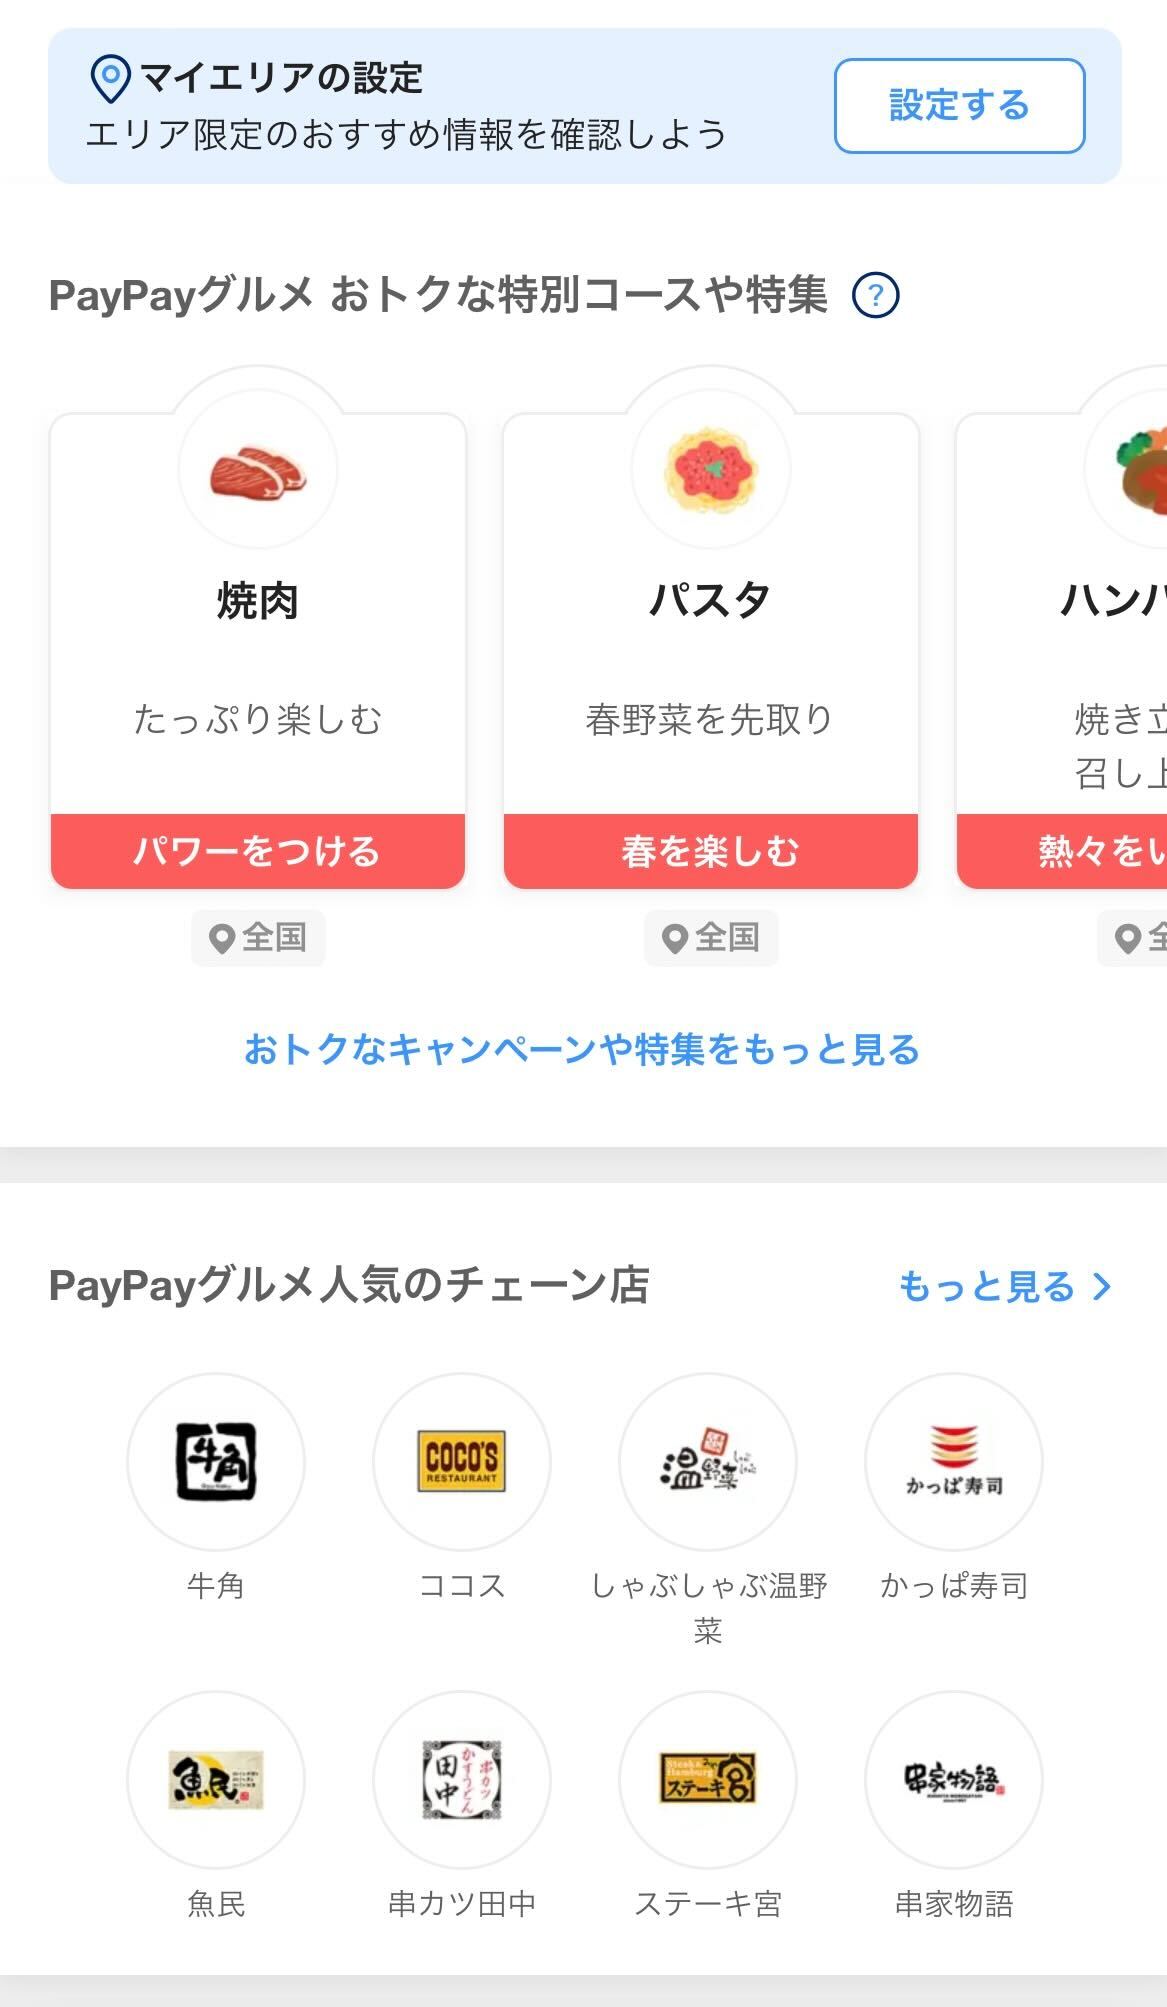 マイエリアの設定
エリア限定のおすすめ情報を確認しよう
設定する
PayPayグルメ おトクな特別コースや特集
?
焼肉
たっぷり楽しむ
パワーをつける
全国
パスタ
春野菜を先取り
春を楽しむ
全国
ハン
焼き立
召し上
熱々をい
全
おトクなキャンペーンや特集をもっと見る
PayPayグルメ人気のチェーン店
もっと見る
牛角
牛角
COCO'S
RESTAURANT
ココス
温野菜
しゃぶしゃぶ温野
菜
かっぱ寿司
かっぱ寿司
魚民
魚民
串カツ
かすうどん
田中
串カツ田中
Steak &
Hamburg
ステーキ宮
ステーキ宮
串家物語
串家物語